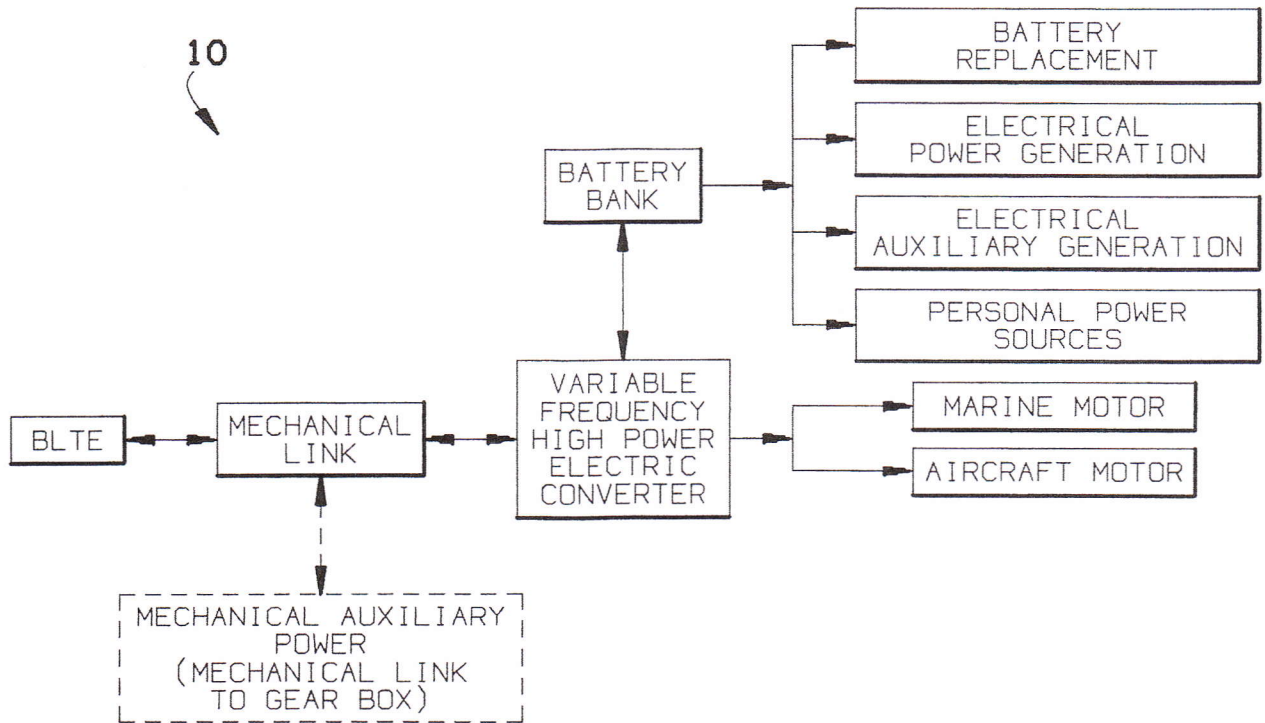 10
BATTERY
REPLACEMENT
ELECTRICAL
POWER GENERATION
BATTERY
BANK
ELECTRICAL
AUXILIARY GENERATION
PERSONAL POWER
SOURCES
VARIABLE
FREQUENCY
HIGH POWER
ELECTRIC
CONVERTER
MARINE MOTOR
AIRCRAFT MOTOR
BLTE
MECHANICAL
LINK
MECHANICAL AUXILIARY
POWER
(MECHANICAL LINK
TO GEAR BOX)